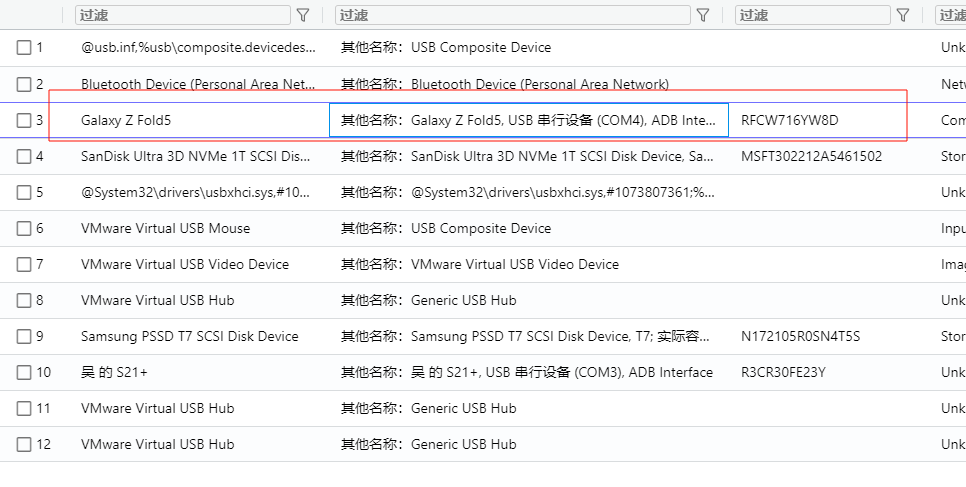 过滤 过滤 过滤 过滤
1 @usb.inf,%usb\composite.devicedes... 其他名称：USB Composite Device Unk
2 Bluetooth Device (Personal Area Net... 其他名称：Bluetooth Device (Personal Area Network) Netw
3 Galaxy Z Fold5 其他名称：Galaxy Z Fold5, USB 串行设备 (COM4), ADB Inte... RFCW716YW8D Com
4 SanDisk Ultra 3D NVMe 1T SCSI Dis... 其他名称：SanDisk Ultra 3D NVMe 1T SCSI Disk Device, Sa... MSFT302212A5461502 Stor
5 @System32\drivers\usbxhci.sys,#10... 其他名称：@System32\drivers\usbxhci.sys,#1073807361;%... Unk
6 VMware Virtual USB Mouse 其他名称：USB Composite Device Inpu
7 VMware Virtual USB Video Device 其他名称：VMware Virtual USB Video Device Imag
8 VMware Virtual USB Hub 其他名称：Generic USB Hub Unk
9 Samsung PSSD T7 SCSI Disk Device 其他名称：Samsung PSSD T7 SCSI Disk Device, T7; 实际容... N172105R0SN4T5S Stor
10 吴 的 S21+ 其他名称：吴 的 S21+, USB 串行设备 (COM3), ADB Interface R3CR30FE23Y Unk
11 VMware Virtual USB Hub 其他名称：Generic USB Hub Unk
12 VMware Virtual USB Hub 其他名称：Generic USB Hub Unk